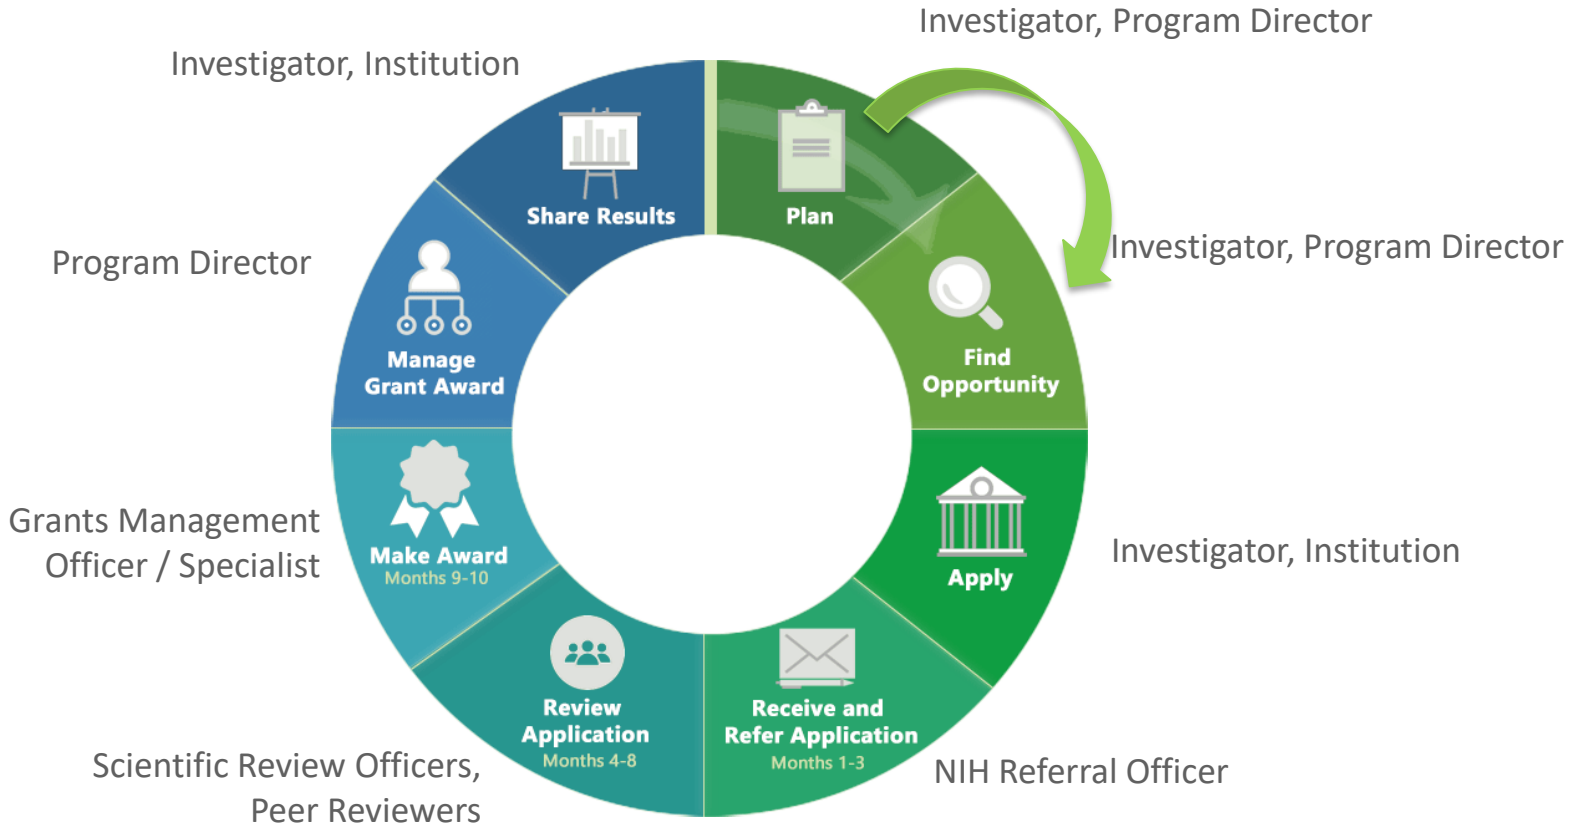 Investigator, Program Director
Investigator, Institution
Plan
Share Results
Investigator, Program Director
Program Director
Find
Opportunity
Manage
Grant Award
Grants Management
Officer / Specialist
Make Award
Months 9-10
Investigator, Institution
Apply
Review
Application
Months 4-8
Receive and
Refer Application
Months 1-3
Scientific Review Officers,
Peer Reviewers
NIH Referral Officer